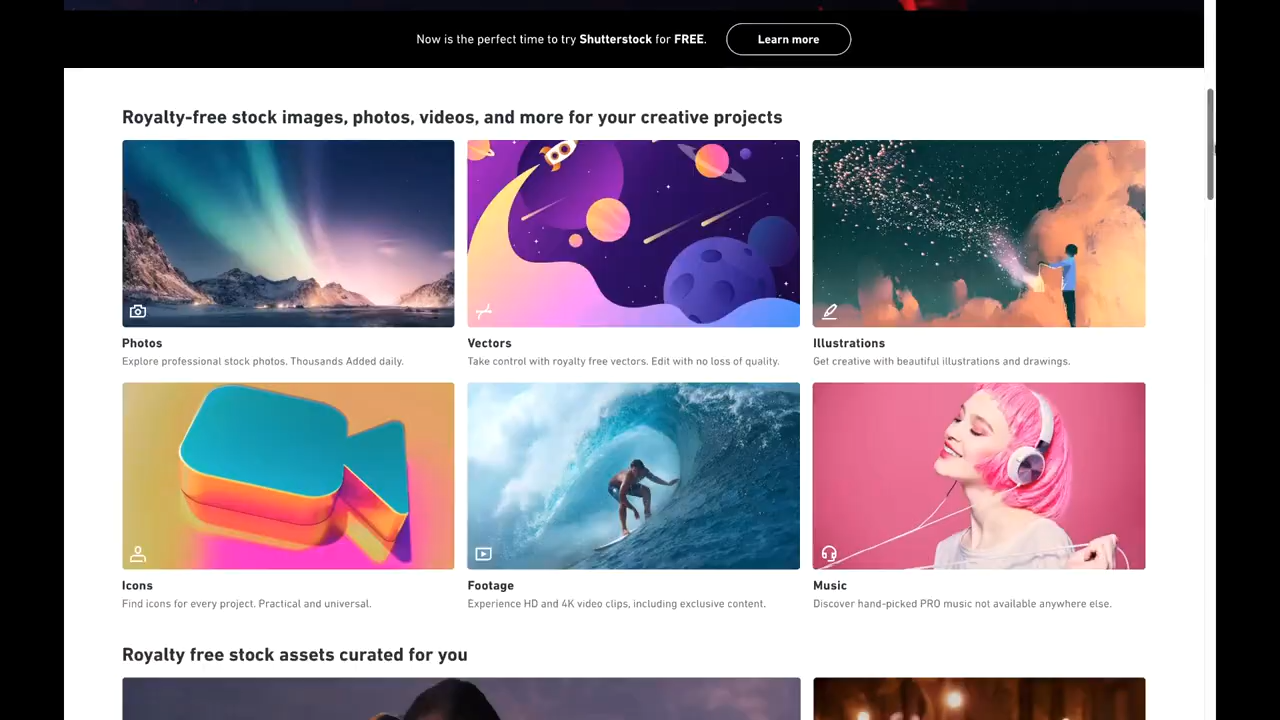 Now is the perfect time to try Shutterstock for FREE.
Learn more
Royalty-free stock images, photos, videos, and more for your creative projects
Photos
Explore professional stock photos. Thousands Added daily.
Vectors
Take control with royalty free vectors. Edit with no loss of quality.
Illustrations
Get creative with beautiful illustrations and drawings.
Icons
Find icons for every project. Practical and universal.
Footage
Experience HD and 4K video clips, including exclusive content.
Music
Discover hand-picked PRO music not available anywhere else.
Royalty free stock assets curated for you